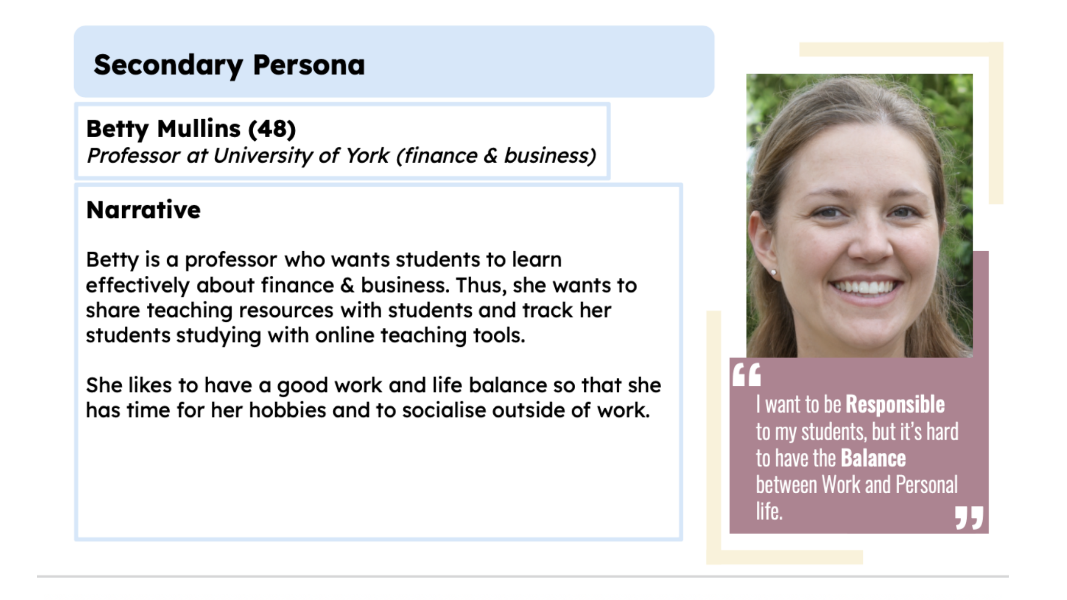 Secondary Persona
Betty Mullins (48)
Professor at University of York (finance & business)
Narrative
Betty is a professor who wants students to learn
effectively about finance & business. Thus, she wants to
share teaching resources with students and track her
students studying with online teaching tools.
She likes to have a good work and life balance so that she
has time for her hobbies and to socialise outside of work.
“
I want to be Responsible
to my students, but it’s hard
to have the Balance
between Work and Personal
life.
”